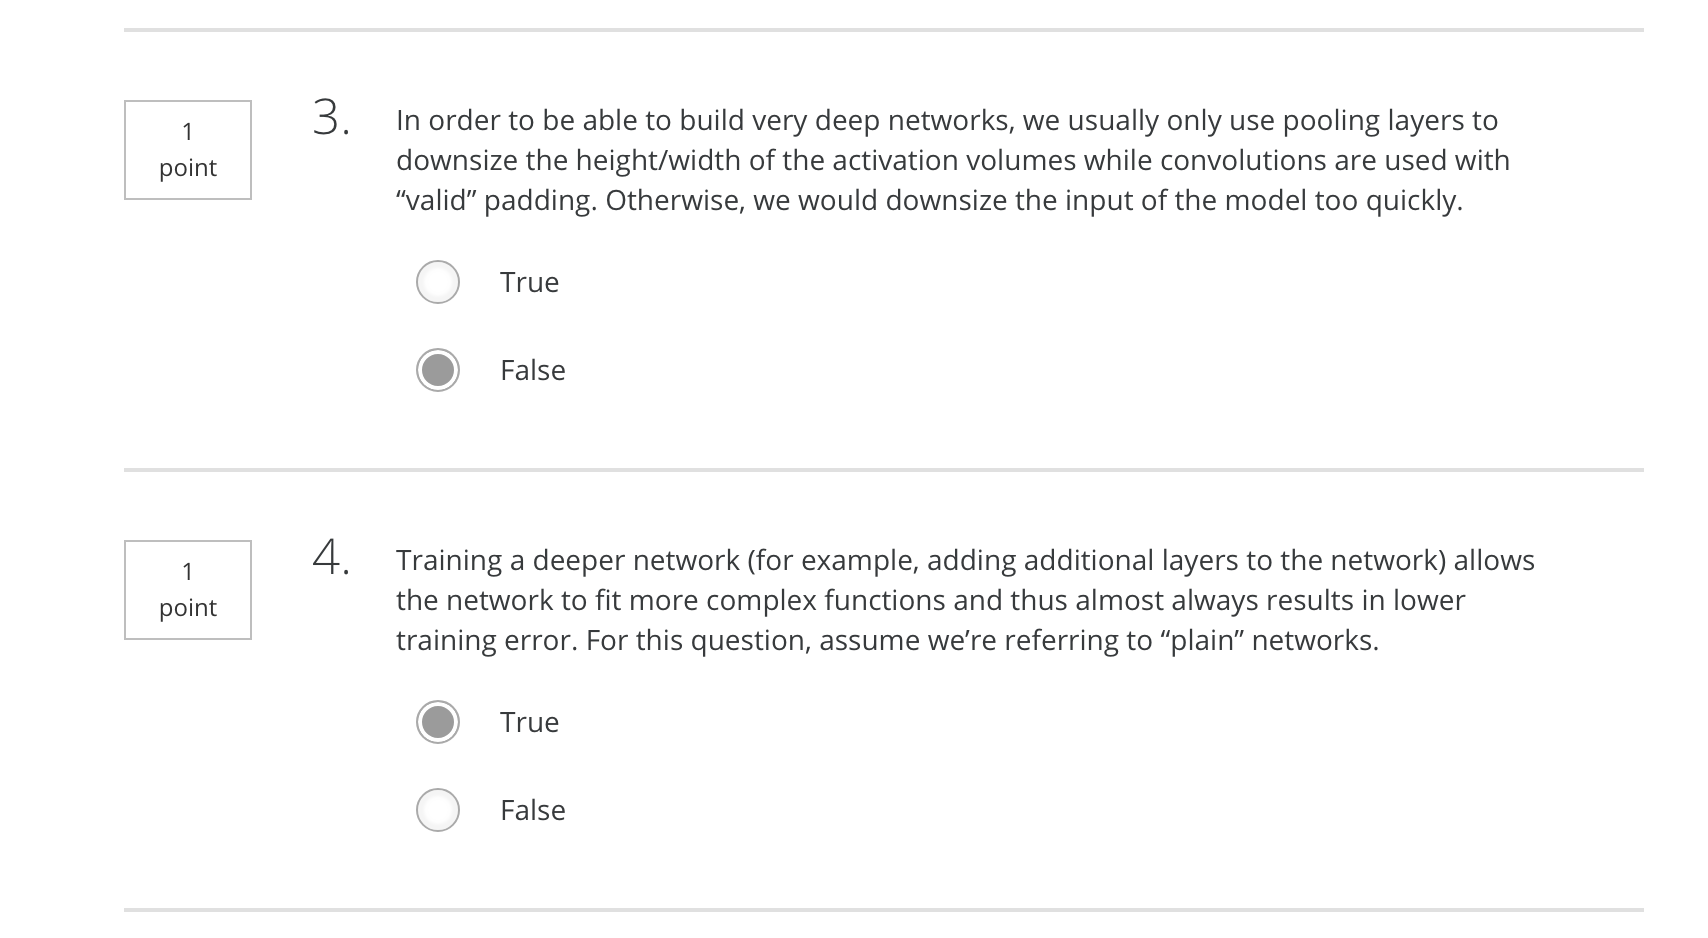 1
point
3.
In order to be able to build very deep networks, we usually only use pooling layers to
downsize the height/width of the activation volumes while convolutions are used with
“valid” padding. Otherwise, we would downsize the input of the model too quickly.
True
False
1
point
4.
Training a deeper network (for example, adding additional layers to the network) allows
the network to fit more complex functions and thus almost always results in lower
training error. For this question, assume we’re referring to “plain” networks.
True
False